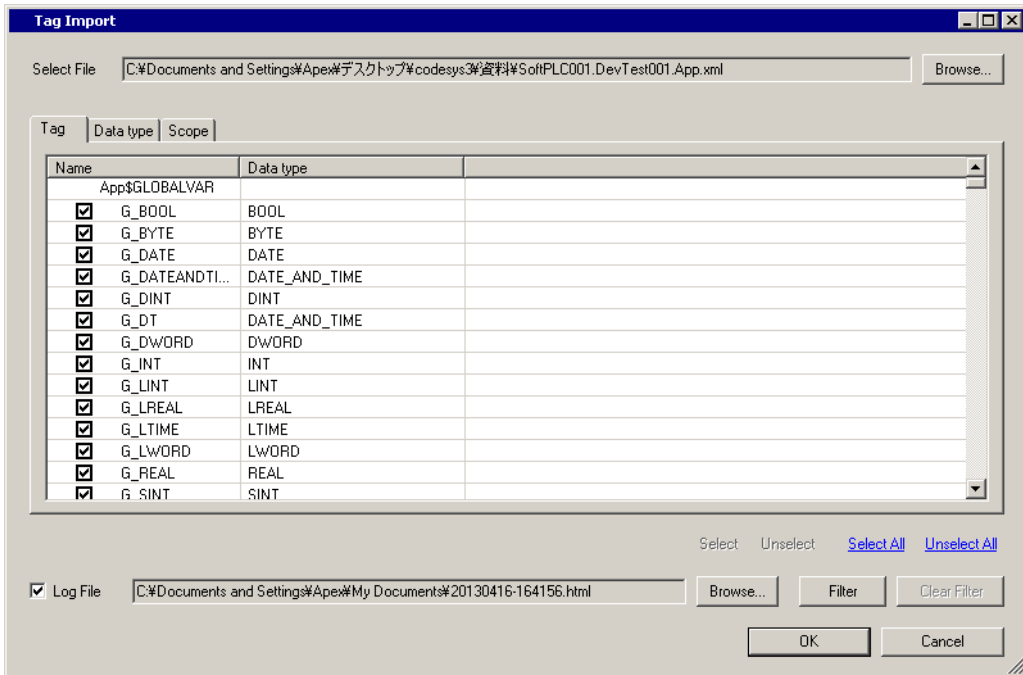 Tag Import
Select File C:¥Documents and Settings¥Apex¥デスクトップ¥codesys3¥資料¥SoftPLC001.DevTest001.App.xml Browse...
Tag Data type Scope
Name Data type
App$GLOBALVAR
G_BOOL BOOL
G_BYTE BYTE
G_DATE DATE
G_DATEANDTI... DATE_AND_TIME
G_DINT DINT
G_DT DATE_AND_TIME
G_DWORD DWORD
G_INT INT
G_LINT LINT
G_LREAL LREAL
G_LTIME LTIME
G_LWORD LWORD
G_REAL REAL
G_SINT SINT
Select Unselect Select All Unselect All
Log File C:¥Documents and Settings¥Apex¥My Documents¥20130416-164156.html Browse... Filter Clear Filter
OK Cancel